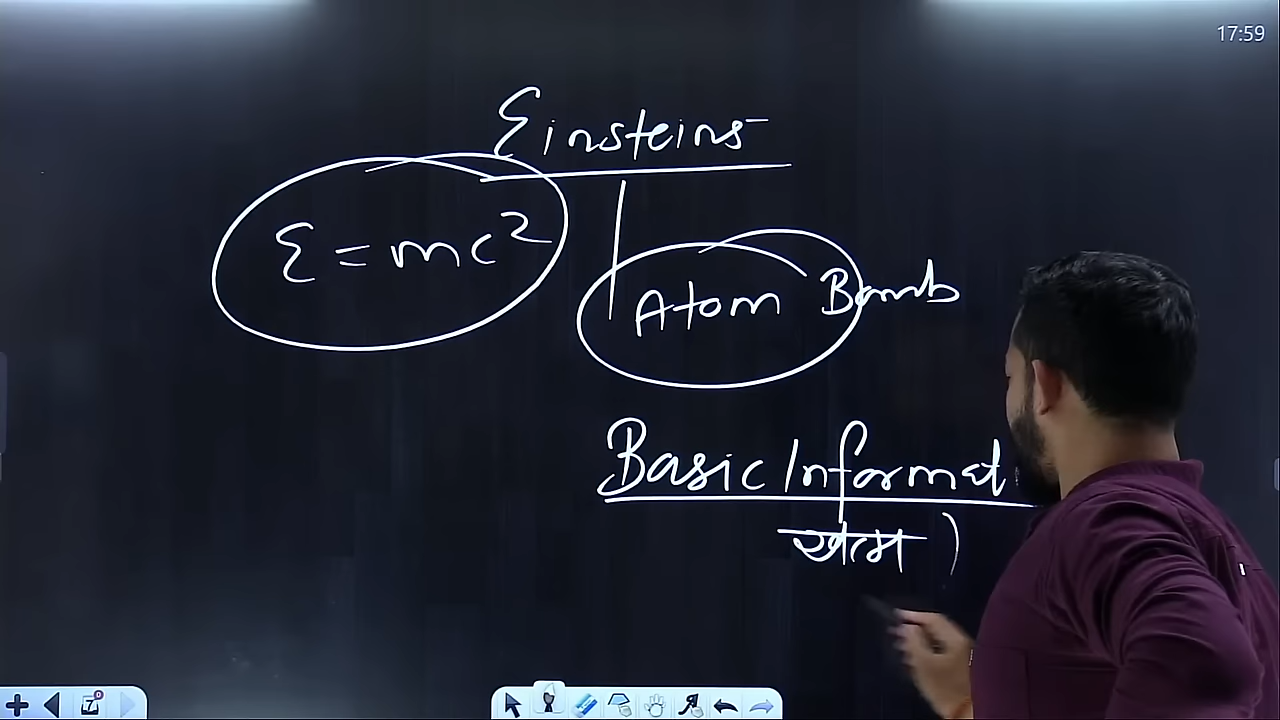 17:59
Einsteins
E=mc²
Atom Bomb
Basic Informat
खत्म )